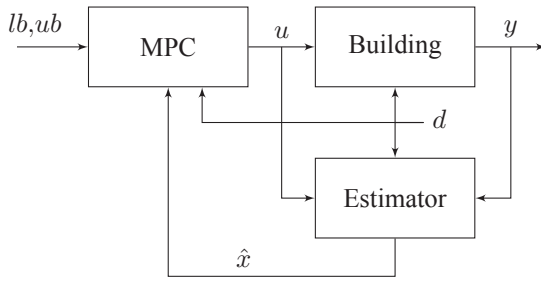 lb,ub
MPC
u
Building
y
d
Estimator
x̂